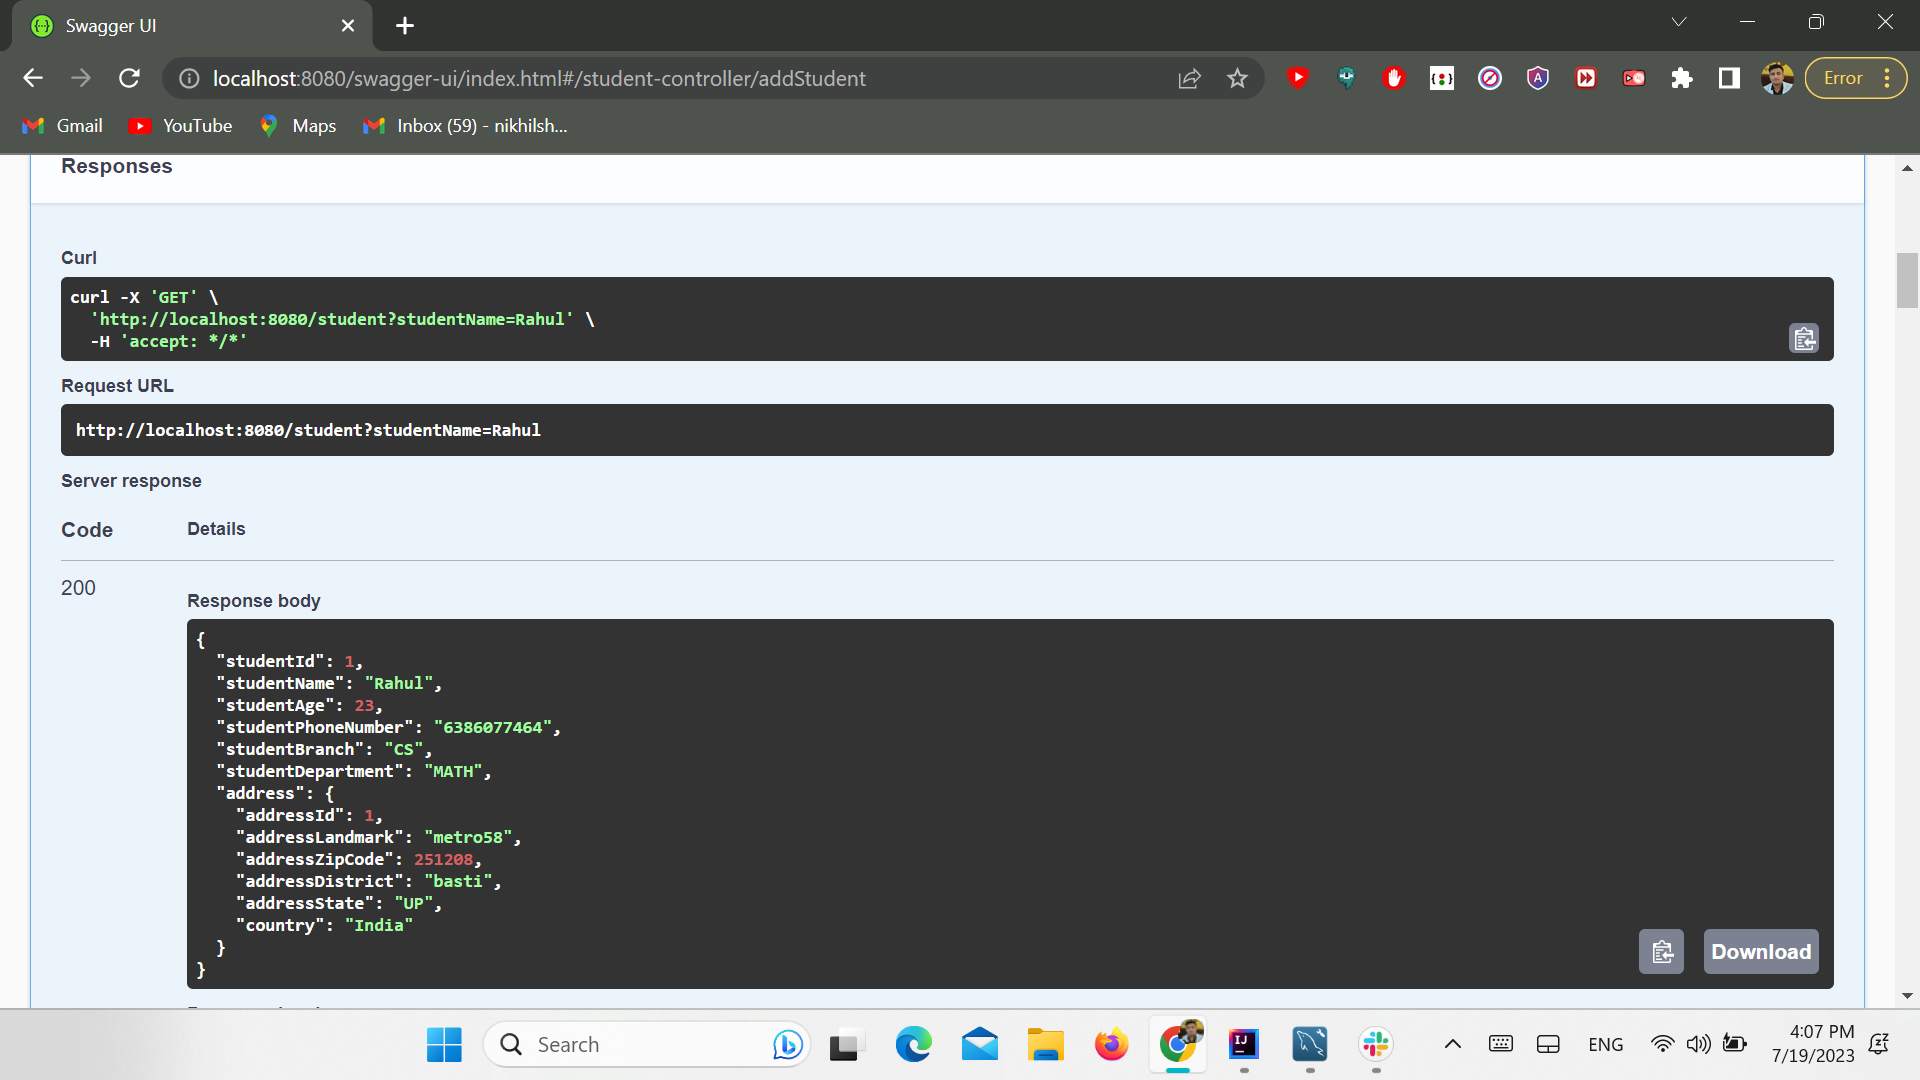 Swagger UI
localhost:8080/swagger-ui/index.html#/student-controller/addStudent
Error
Gmail
YouTube
Maps
Inbox (59) - nikhilsh...
Responses
Curl
curl -X 'GET' \
'http://localhost:8080/student?studentName=Rahul' \
-H 'accept: */*'
Request URL
http://localhost:8080/student?studentName=Rahul
Server response
Code Details
200
Response body
{
"studentId": 1,
"studentName": "Rahul",
"studentAge": 23,
"studentPhoneNumber": "6386077464",
"studentBranch": "CS",
"studentDepartment": "MATH",
"address": {
"addressId": 1,
"addressLandmark": "metro58",
"addressZipCode": 251208,
"addressDistrict": "basti",
"addressState": "UP",
"country": "India"
}
}
Download
Search
ENG
4:07 PM
7/19/2023